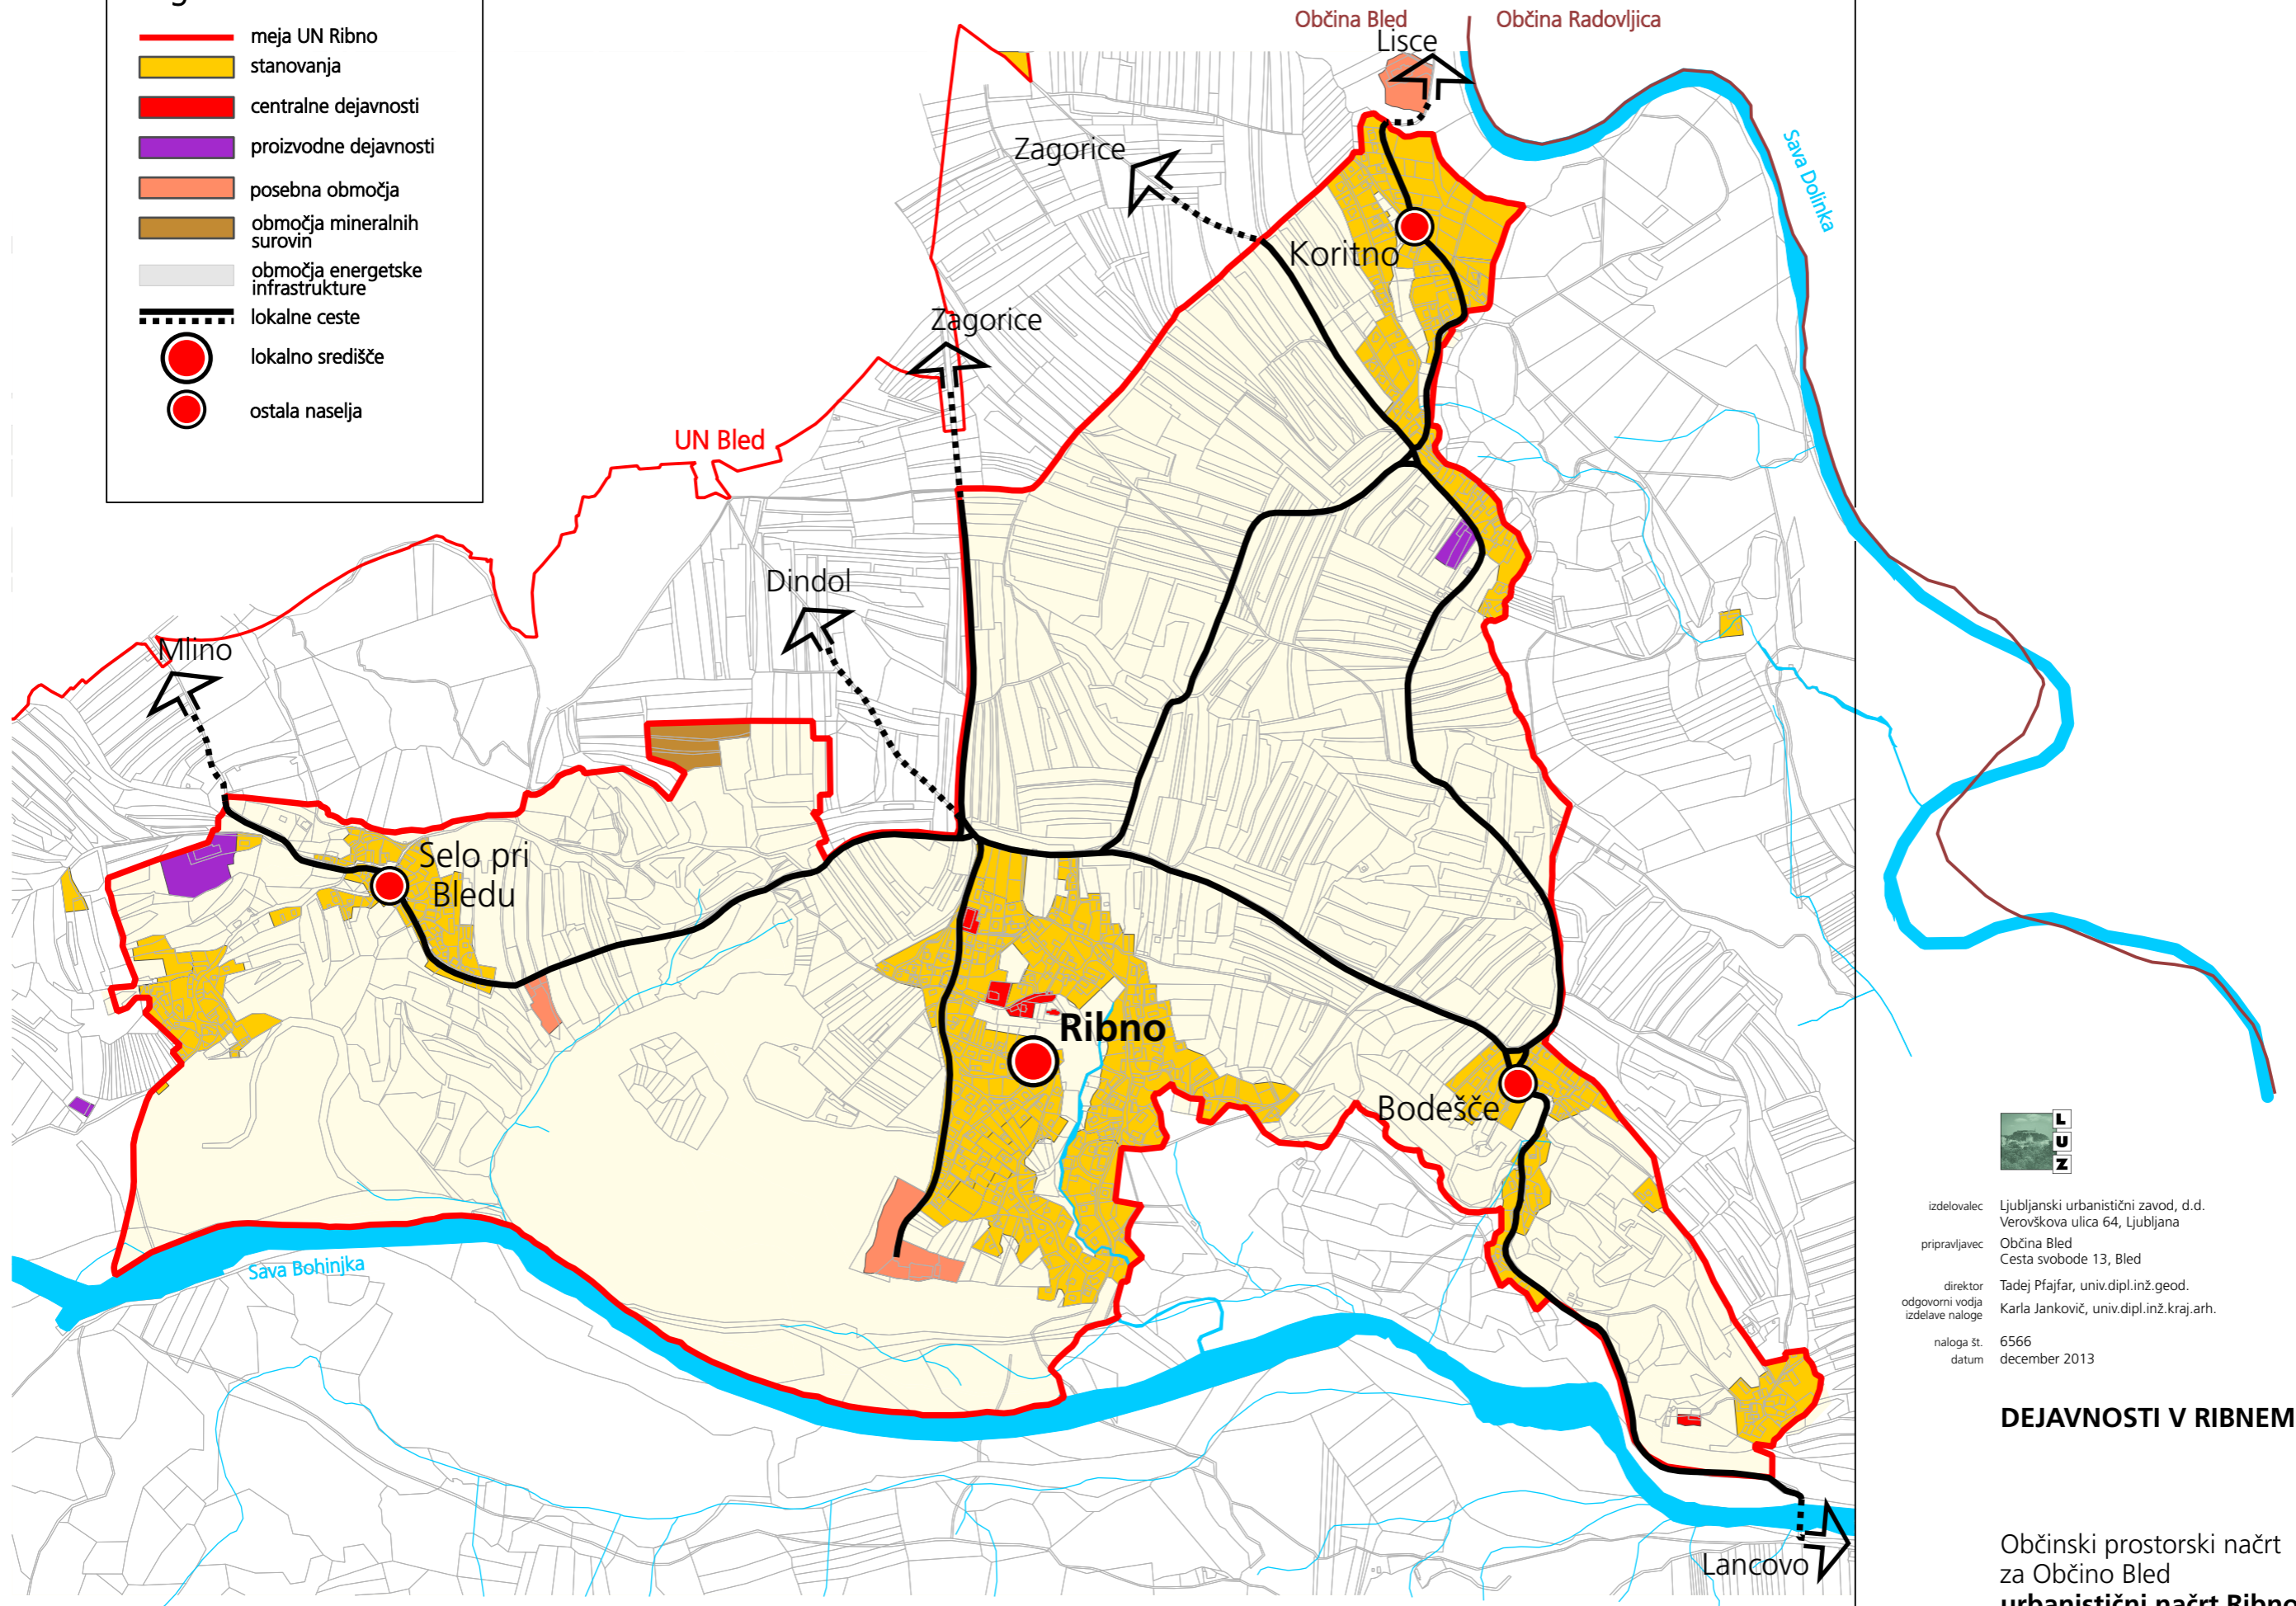 meja UN Ribno
stanovanja
centralne dejavnosti
proizvodne dejavnosti
posebna območja
območja mineralnih
surovin
območja energetske
infrastrukture
lokalne ceste
lokalno središče
ostala naselja
Občina Bled
Občina Radovljica
Lisce
Sava Dolinka
Zagorice
Koritno
Zagorice
UN Bled
Dindol
Mlino
Selo pri
Bledu
Ribno
Bodešče
Sava Bohinjka
Lancovo
L
U
Z
izdelovalec Ljubljanski urbanistični zavod, d.d.
Verovškova ulica 64, Ljubljana
pripravljavec Občina Bled
Cesta svobode 13, Bled
direktor Tadej Pfajfar, univ.dipl.inž.geod.
odgovorni vodja
izdelave naloge Karla Jankovič, univ.dipl.inž.kraj.arh.
naloga št. 6566
datum december 2013
DEJAVNOSTI V RIBNEM
Občinski prostorski načrt
za Občino Bled
urbanistični načrt Ribno